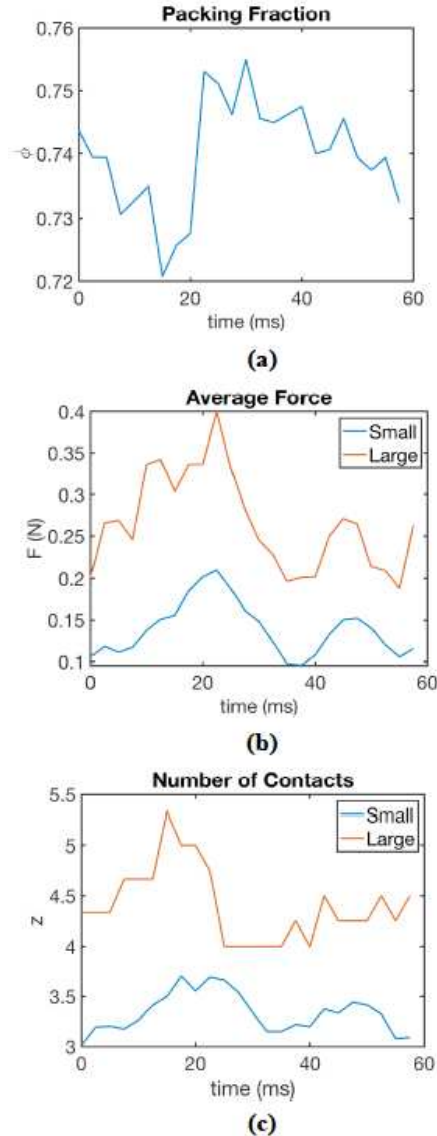 Packing Fraction
0.76
0.75
0.74
0.73
0.72
ϕ
0 20 40 60
time (ms)
(a)
Average Force
0.4
0.35
0.3
0.25
0.2
0.15
0.1
F (N)
Small
Large
0 20 40 60
time (ms)
(b)
Number of Contacts
5.5
5
4.5
4
3.5
3
z
Small
Large
0 20 40 60
time (ms)
(c)